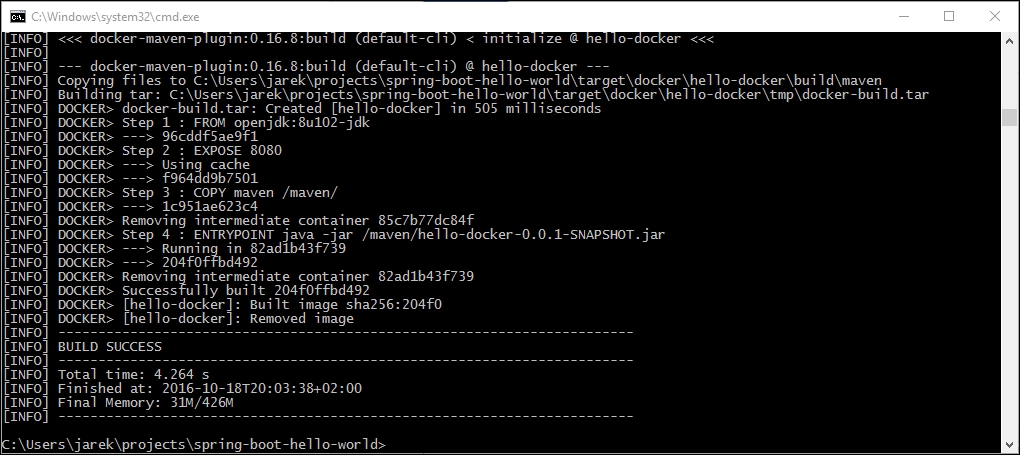 C:\Windows\system32\cmd.exe
[INFO] <<< docker-maven-plugin:0.16.8:build (default-cli) < initialize @ hello-docker <<<
[INFO]
[INFO] --- docker-maven-plugin:0.16.8:build (default-cli) @ hello-docker ---
[INFO] Copying files to C:\Users\jarek\projects\spring-boot-hello-world\target\docker\hello-docker\build\maven
[INFO] Building tar: C:\Users\jarek\projects\spring-boot-hello-world\target\docker\hello-docker\tmp\docker-build.tar
[INFO] DOCKER> docker-build.tar: Created [hello-docker] in 505 milliseconds
[INFO] DOCKER> Step 1 : FROM openjdk:8u102-jdk
[INFO] DOCKER> ---> 96cddf5ae9f1
[INFO] DOCKER> Step 2 : EXPOSE 8080
[INFO] DOCKER> ---> Using cache
[INFO] DOCKER> ---> f964dd9b7501
[INFO] DOCKER> Step 3 : COPY maven /maven/
[INFO] DOCKER> ---> 1c951ae623c4
[INFO] DOCKER> Removing intermediate container 85c7b77dc84f
[INFO] DOCKER> Step 4 : ENTRYPOINT java -jar /maven/hello-docker-0.0.1-SNAPSHOT.jar
[INFO] DOCKER> ---> Running in 82ad1b43f739
[INFO] DOCKER> ---> 204f0ffbd492
[INFO] DOCKER> Removing intermediate container 82ad1b43f739
[INFO] DOCKER> Successfully built 204f0ffbd492
[INFO] DOCKER> [hello-docker]: Built image sha256:204f0
[INFO] DOCKER> [hello-docker]: Removed image
[INFO] ------------------------------------------------------------------------
[INFO] BUILD SUCCESS
[INFO] ------------------------------------------------------------------------
[INFO] Total time: 4.264 s
[INFO] Finished at: 2016-10-18T20:03:38+02:00
[INFO] Final Memory: 31M/426M
[INFO] ------------------------------------------------------------------------
C:\Users\jarek\projects\spring-boot-hello-world>